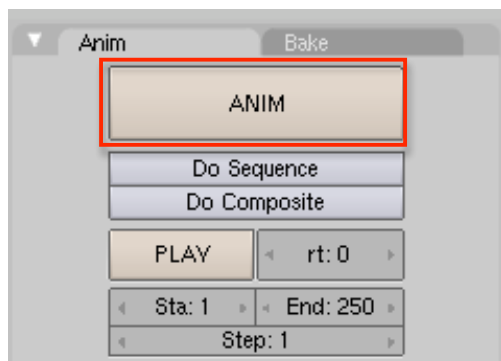 Anim Bake
ANIM
Do Sequence
Do Composite
PLAY rt: 0
Sta: 1 End: 250
Step: 1